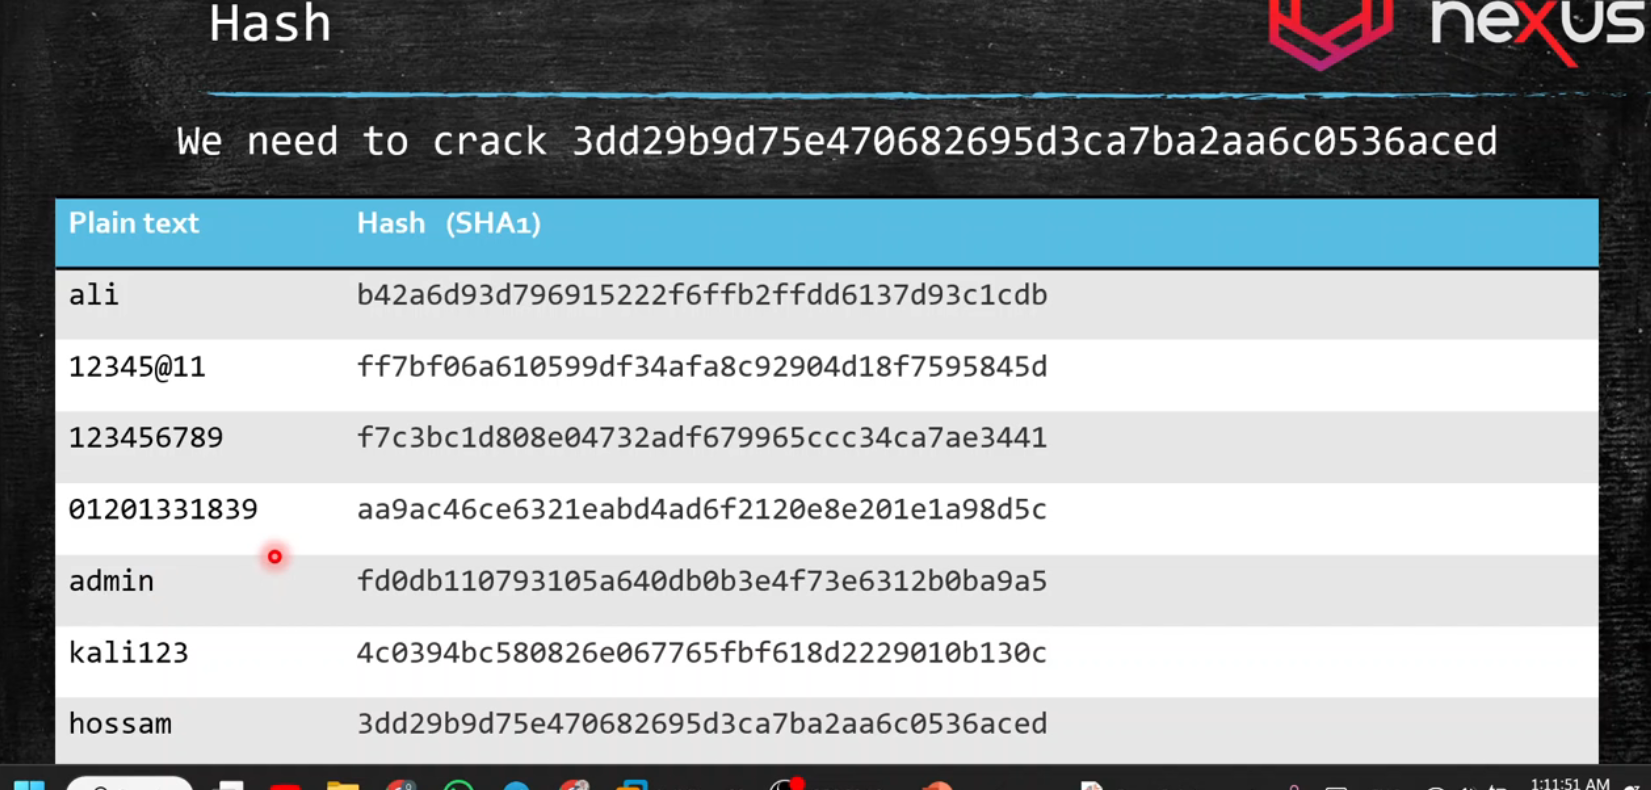 Hash
nexus
We need to crack 3dd29b9d75e470682695d3ca7ba2aa6c0536aced
Plain text Hash (SHA1)
ali b42a6d93d796915222f6ffb2ffdd6137d93c1cdb
12345@11 ff7bf06a610599df34afa8c92904d18f7595845d
123456789 f7c3bc1d808e04732adf679965ccc34ca7ae3441
01201331839 aa9ac46ce6321eabd4ad6f2120e8e201e1a98d5c
admin fd0db110793105a640db0b3e4f73e6312b0ba9a5
kali123 4c0394bc580826e067765fbf618d2229010b130c
hossam 3dd29b9d75e470682695d3ca7ba2aa6c0536aced
1:11:51 AM